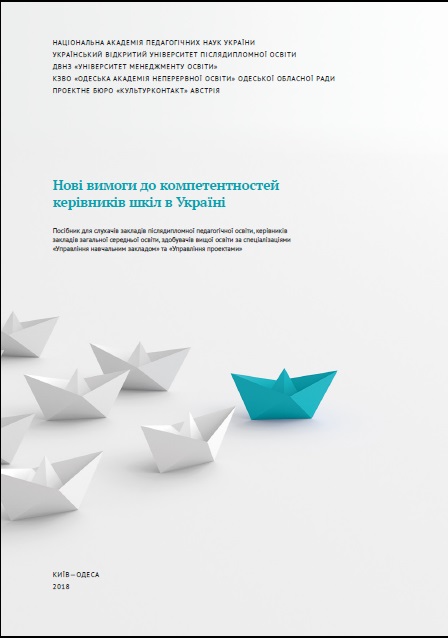 НАЦІОНАЛЬНА АКАДЕМІЯ ПЕДАГОГІЧНИХ НАУК УКРАЇНИ
УКРАЇНСЬКИЙ ВІДКРИТИЙ УНІВЕРСИТЕТ ПІСЛЯДИПЛОМНОЇ ОСВІТИ
ДВНЗ «УНІВЕРСИТЕТ МЕНЕДЖМЕНТУ ОСВІТИ»
КЗВО «ОДЕСЬКА АКАДЕМІЯ НЕПЕРЕРВНОЇ ОСВІТИ» ОДЕСЬКОЇ ОБЛАСНОЇ РАДИ
ПРОЕКТНЕ БЮРО «КУЛЬТУРКОНТАКТ» АВСТРІЯ
Нові вимоги до компетентностей
керівників шкіл в Україні
Посібник для слухачів закладів післядипломної педагогічної освіти, керівників
закладів загальної середньої освіти, здобувачів вищої освіти за спеціалізаціями
«Управління навчальним закладом» та «Управління проектами»
КИЇВ—ОДЕСА
2018